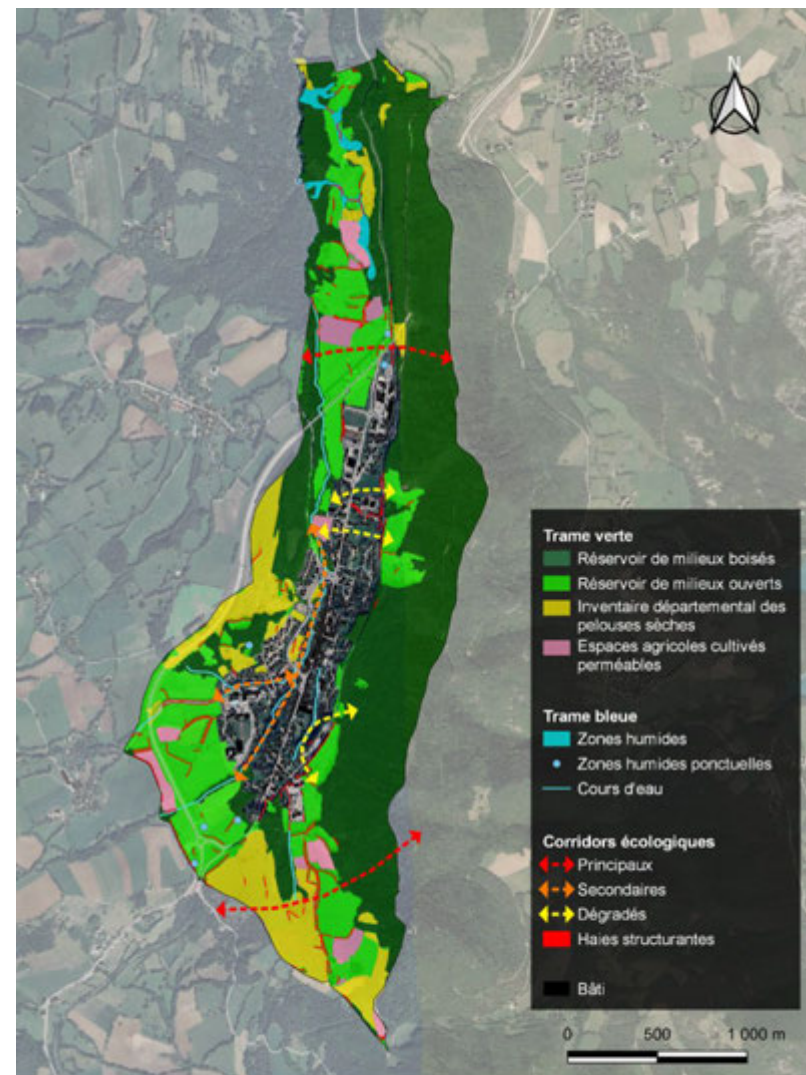 N
Trame verte
Réservoir de milieux boisés
Réservoir de milieux ouverts
Inventaire départemental des
pelouses sèches
Espaces agricoles cultivés
perméables
Trame bleue
Zones humides
Zones humides ponctuelles
Cours d'eau
Corridors écologiques
Principaux
Secondaires
Dégradés
Haies structurantes
Bâti
0 500 1 000 m